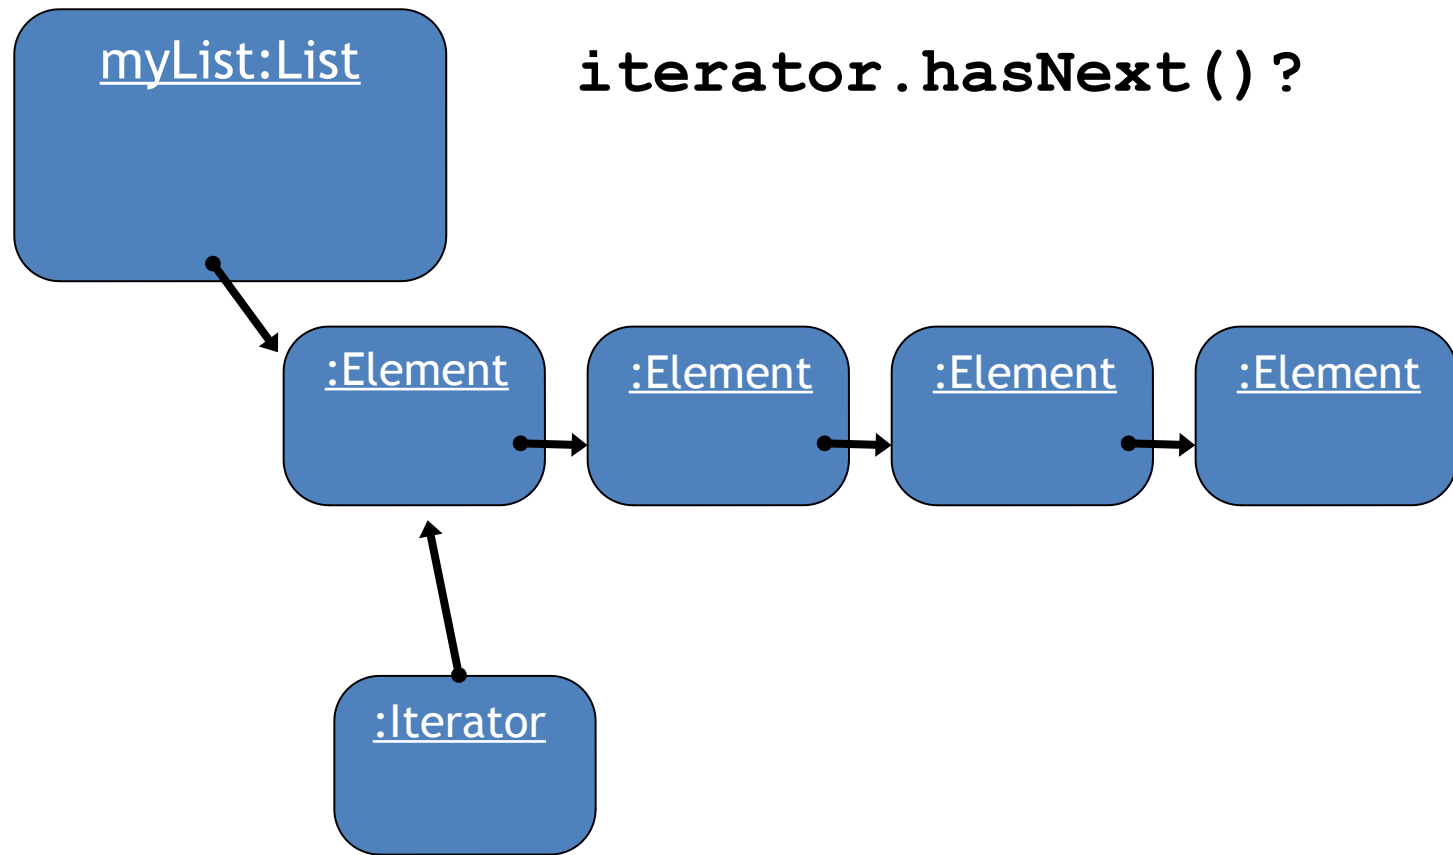 myList:List
iterator.hasNext()?
:Element
:Element
:Element
:Element
:Iterator